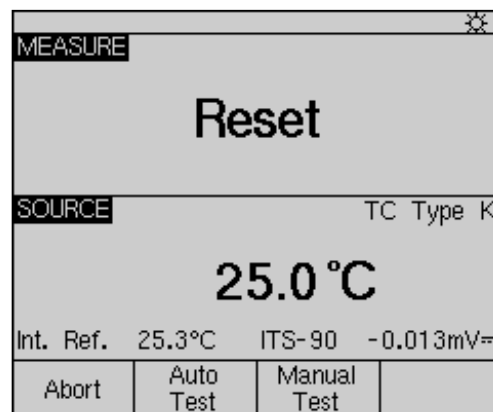 MEASURE
Reset
SOURCE
TC Type K
25.0 °C
Int. Ref. 25.3°C ITS-90 -0.013mV⎓
Abort
Auto Test
Manual Test